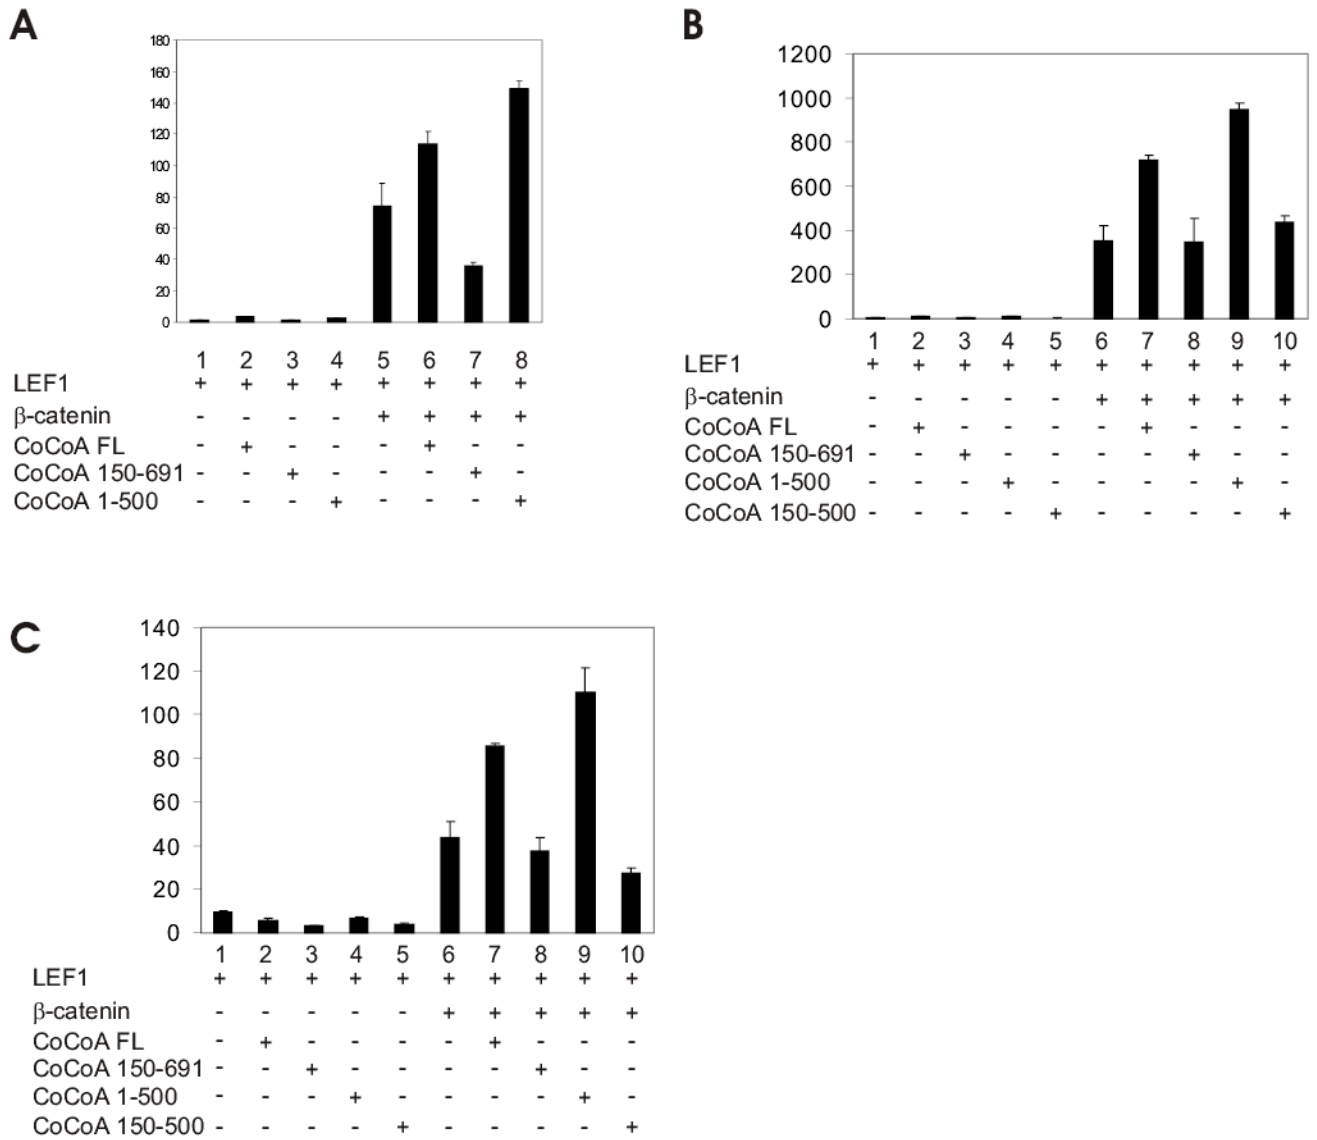 A
180
160
140
120
100
80
60
40
20
0
1 2 3 4 5 6 7 8
LEF1 + + + + + + + +
β-catenin - - - - + + + +
CoCoA FL - + - - - + - -
CoCoA 150-691 - - + - - - + -
CoCoA 1-500 - - - + - - - +
B
1200
1000
800
600
400
200
0
1 2 3 4 5 6 7 8 9 10
LEF1 + + + + + + + + + +
β-catenin - - - - - + + + + +
CoCoA FL - + - - - - + - - -
CoCoA 150-691 - - + - - - - + - -
CoCoA 1-500 - - - + - - - - + -
CoCoA 150-500 - - - - + - - - - +
C
140
120
100
80
60
40
20
0
1 2 3 4 5 6 7 8 9 10
LEF1 + + + + + + + + + +
β-catenin - - - - - + + + + +
CoCoA FL - + - - - - + - - -
CoCoA 150-691 - - + - - - - + - -
CoCoA 1-500 - - - + - - - - + -
CoCoA 150-500 - - - - + - - - - +